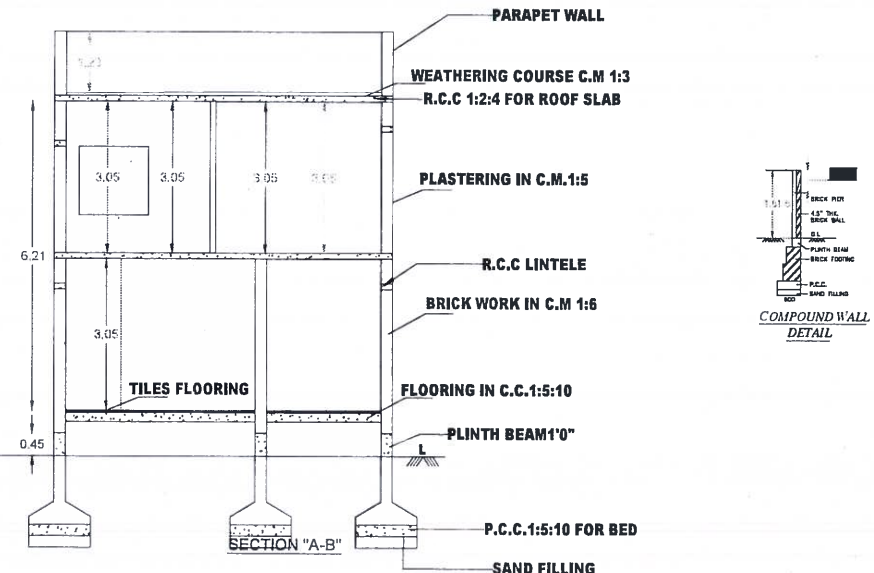 PARAPET WALL
WEATHERING COURSE C.M 1:3
R.C.C 1:2:4 FOR ROOF SLAB
3.05
3.05
3.05
3.05
PLASTERING IN C.M.1:5
6.21
R.C.C LINTELE
BRICK WORK IN C.M 1:6
3.05
TILES FLOORING
FLOORING IN C.C.1:5:10
0.45
PLINTH BEAM1'0"
L
P.C.C.1:5:10 FOR BED
SECTION "A-B"
SAND FILLING
BRICK PIER
4.5" THK.
BRICK WALL
G L
PLINTH BEAM
BRICK FOOTING
P.C.C.
SAND FILLING
COMPOUND WALL
DETAIL